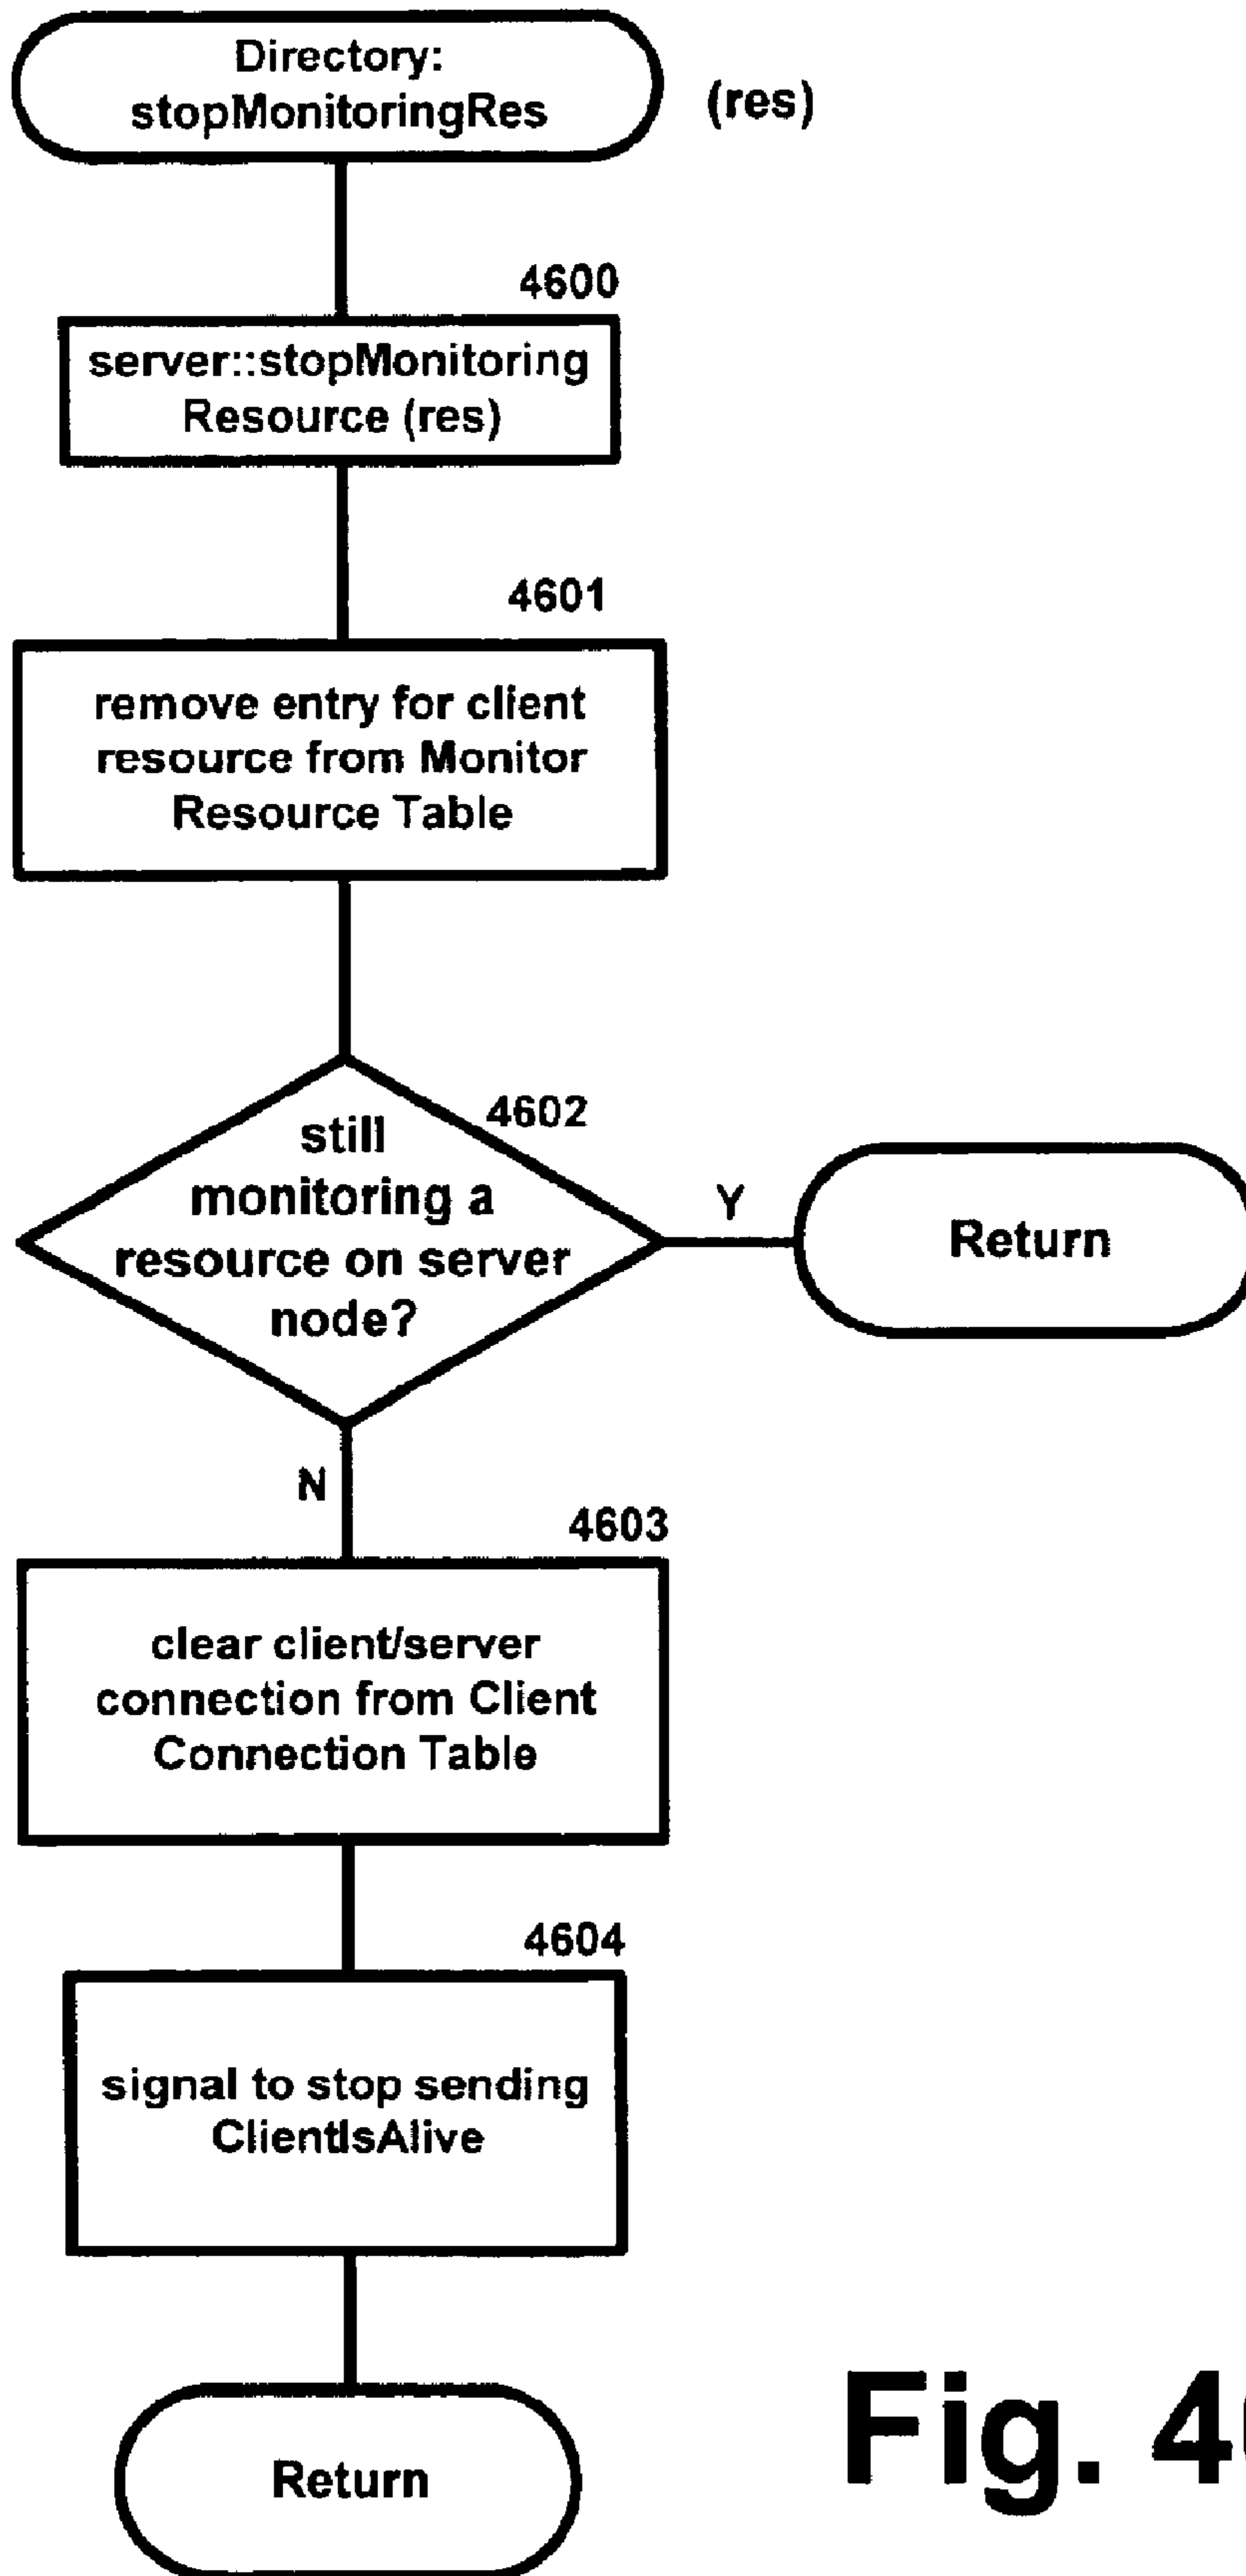 Directory:
stopMonitoringRes
(res)
4600
server::stopMonitoring
Resource (res)
4601
remove entry for client
resource from Monitor
Resource Table
4602
still
monitoring a
resource on server
node?
Y
Return
N
4603
clear client/server
connection from Client
Connection Table
4604
signal to stop sending
ClientIsAlive
Return
Fig.